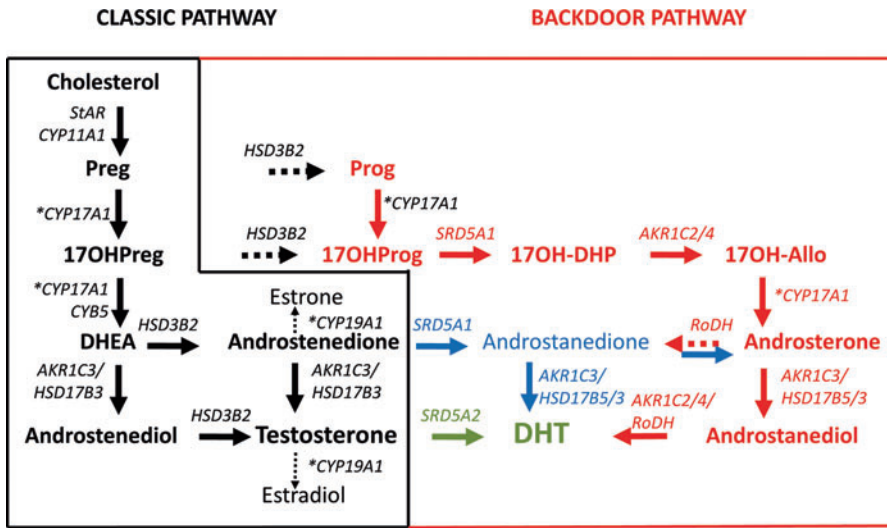 CLASSIC PATHWAY
BACKDOOR PATHWAY
Cholesterol
StAR
CYP11A1
Preg
HSD3B2
Prog
*CYP17A1
*CYP17A1
17OHPreg
HSD3B2
17OHProg
SRD5A1
17OH-DHP
AKR1C2/4
17OH-Allo
*CYP17A1
CYB5
Estrone
*CYP19A1
*CYP17A1
DHEA
HSD3B2
Androstenedione
SRD5A1
Androstanedione
RoDH
Androsterone
AKR1C3/
HSD17B3
AKR1C3/
HSD17B3
AKR1C3/
HSD17B5/3
AKR1C2/4/
RoDH
AKR1C3/
HSD17B5/3
Androstenediol
HSD3B2
Testosterone
SRD5A2
DHT
Androstanediol
*CYP19A1
Estradiol